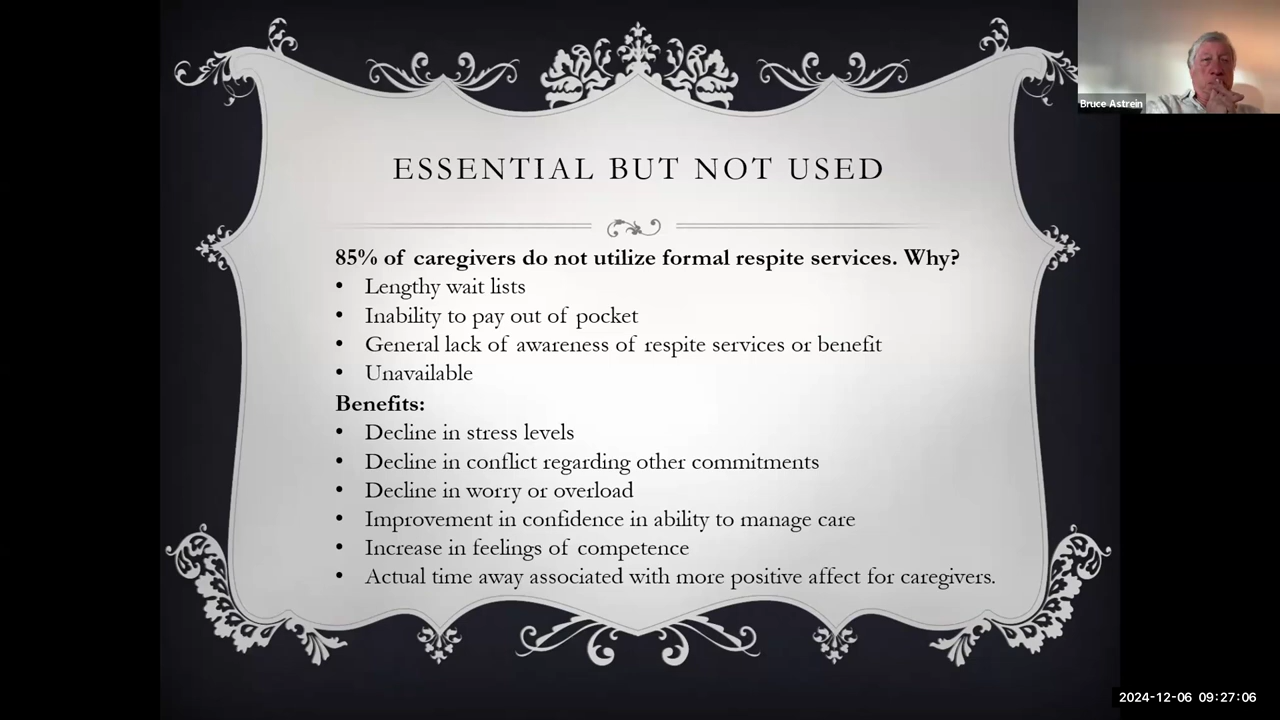 Bruce Astrein
ESSENTIAL BUT NOT USED
85% of caregivers do not utilize formal respite services. Why?
• Lengthy wait lists
• Inability to pay out of pocket
• General lack of awareness of respite services or benefit
• Unavailable
Benefits:
• Decline in stress levels
• Decline in conflict regarding other commitments
• Decline in worry or overload
• Improvement in confidence in ability to manage care
• Increase in feelings of competence
• Actual time away associated with more positive affect for caregivers.
2024-12-06 09:27:06